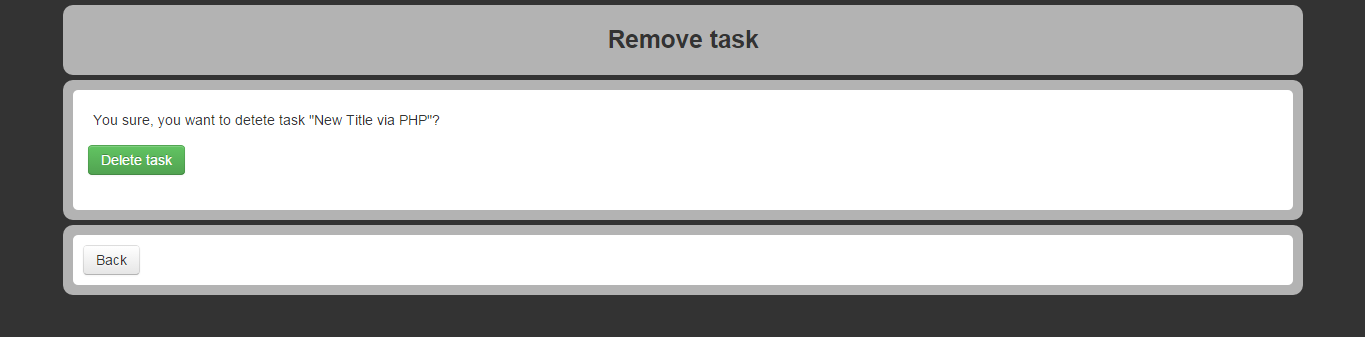 Remove task
You sure, you want to detete task "New Title via PHP"?
Delete task
Back